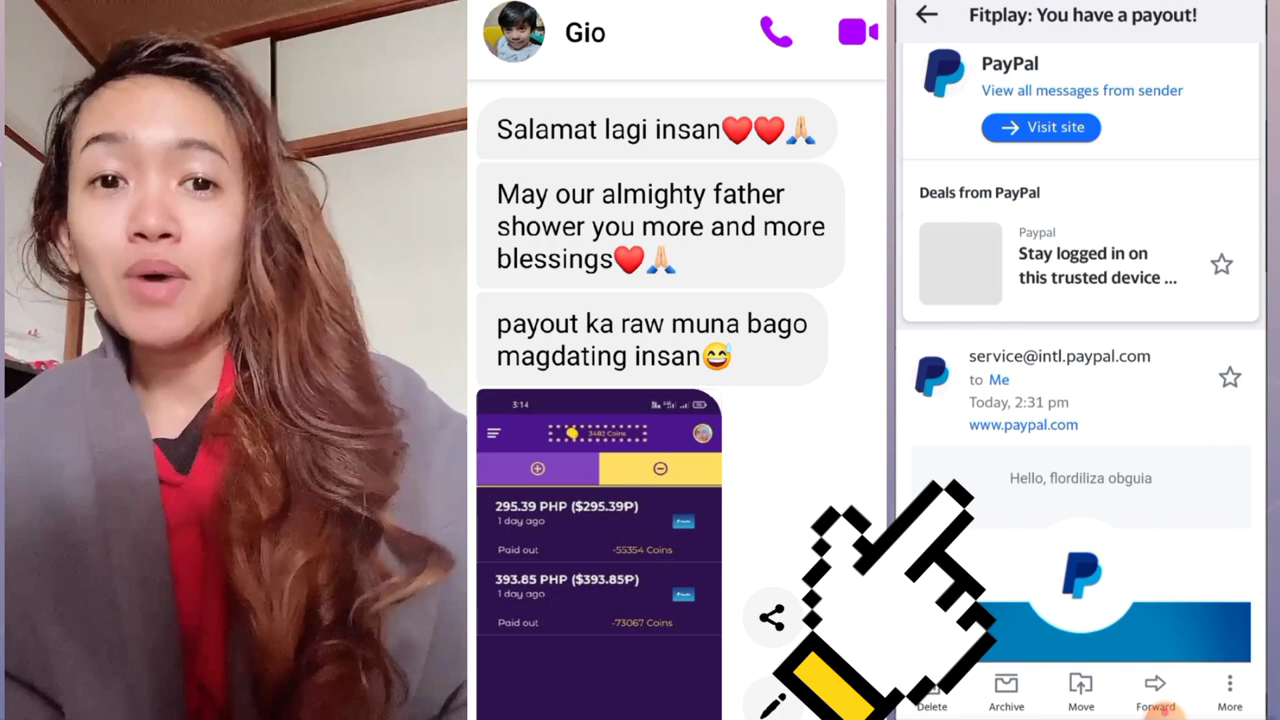 Gio
Salamat lagi insan❤️❤️🙏🏻
May our almighty father
shower you more and more
blessings❤️🙏🏻
payout ka raw muna bago
magdating insan😅
3:14
3482 Coins
295.39 PHP ($295.39P)
1 day ago
Paid out
-55354 Coins
393.85 PHP ($393.85P)
1 day ago
Paid out
-73067 Coins
Fitplay: You have a payout!
PayPal
View all messages from sender
Visit site
Deals from PayPal
Paypal
Stay logged in on
this trusted device ...
service@intl.paypal.com
to Me
Today, 2:31 pm
www.paypal.com
Hello, flordiliza obguia
Delete
Archive
Move
Forward
More